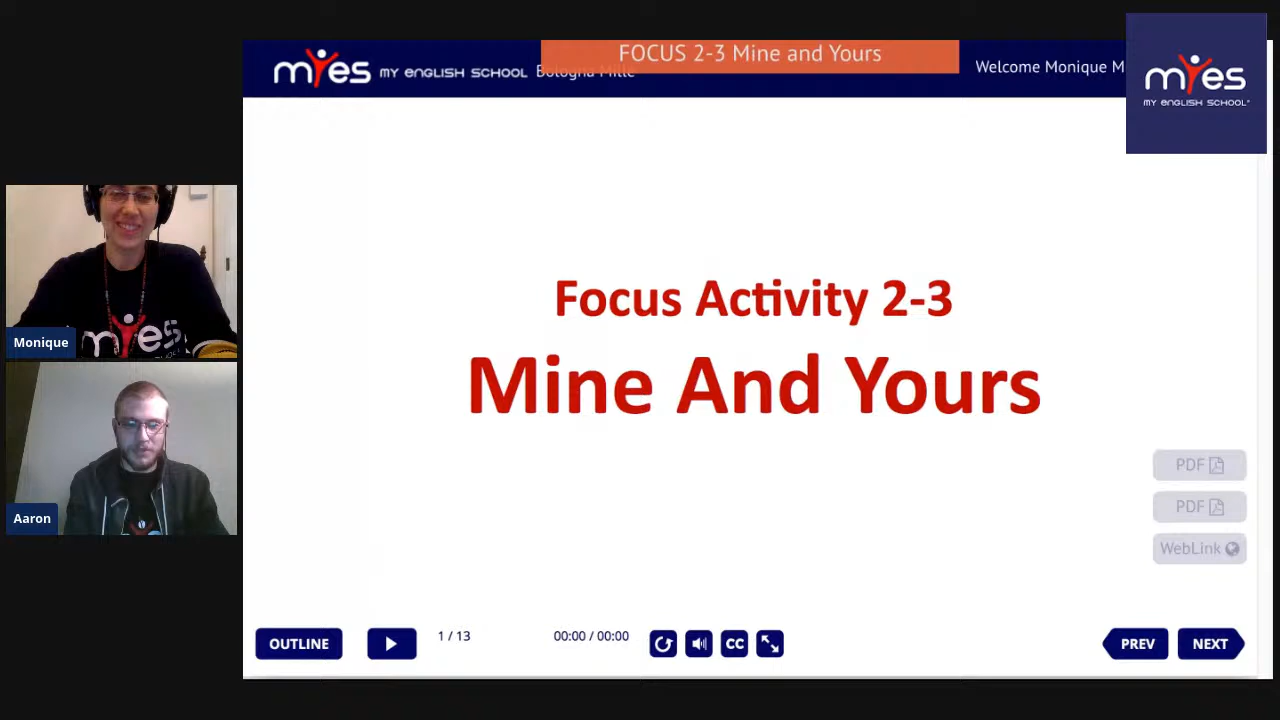 FOCUS 2-3 Mine and Yours
myes MY ENGLISH SCHOOL
Bologna Mille
Welcome Monique M
myes
MY ENGLISH SCHOOL
Focus Activity 2-3
Mine And Yours
myes
Monique
Aaron
PDF
PDF
WebLink
OUTLINE
1 / 13
00:00 / 00:00
CC
PREV
NEXT